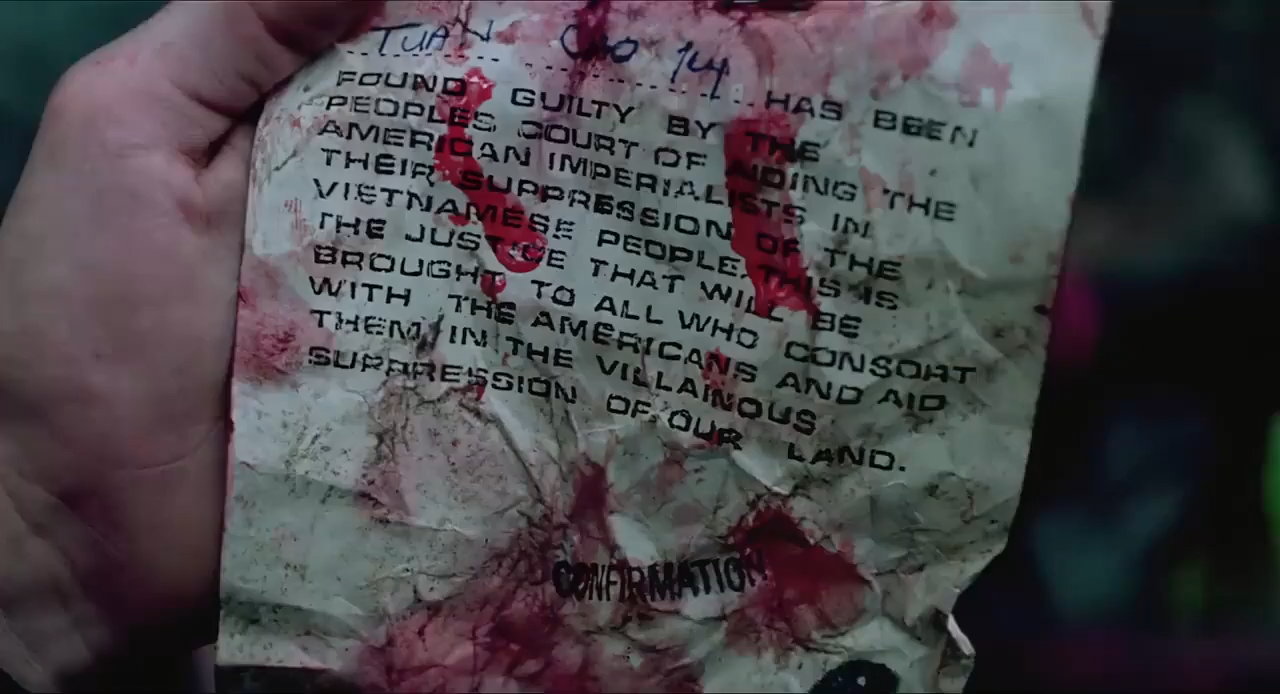 TUAN HAS BEEN
FOUND GUILTY BY THE
PEOPLES COURT OF AIDING THE
AMERICAN IMPERIALISTS IN
THEIR SUPPRESSION OF THE
VIETNAMESE PEOPLE. THIS IS
THE JUSTICE THAT WILL BE
BROUGHT TO ALL WHO CONSORT
WITH THE AMERICANS AND AID
THEM IN THE VILLAINOUS
SUPPRESSION OF OUR LAND.
CONFIRMATION